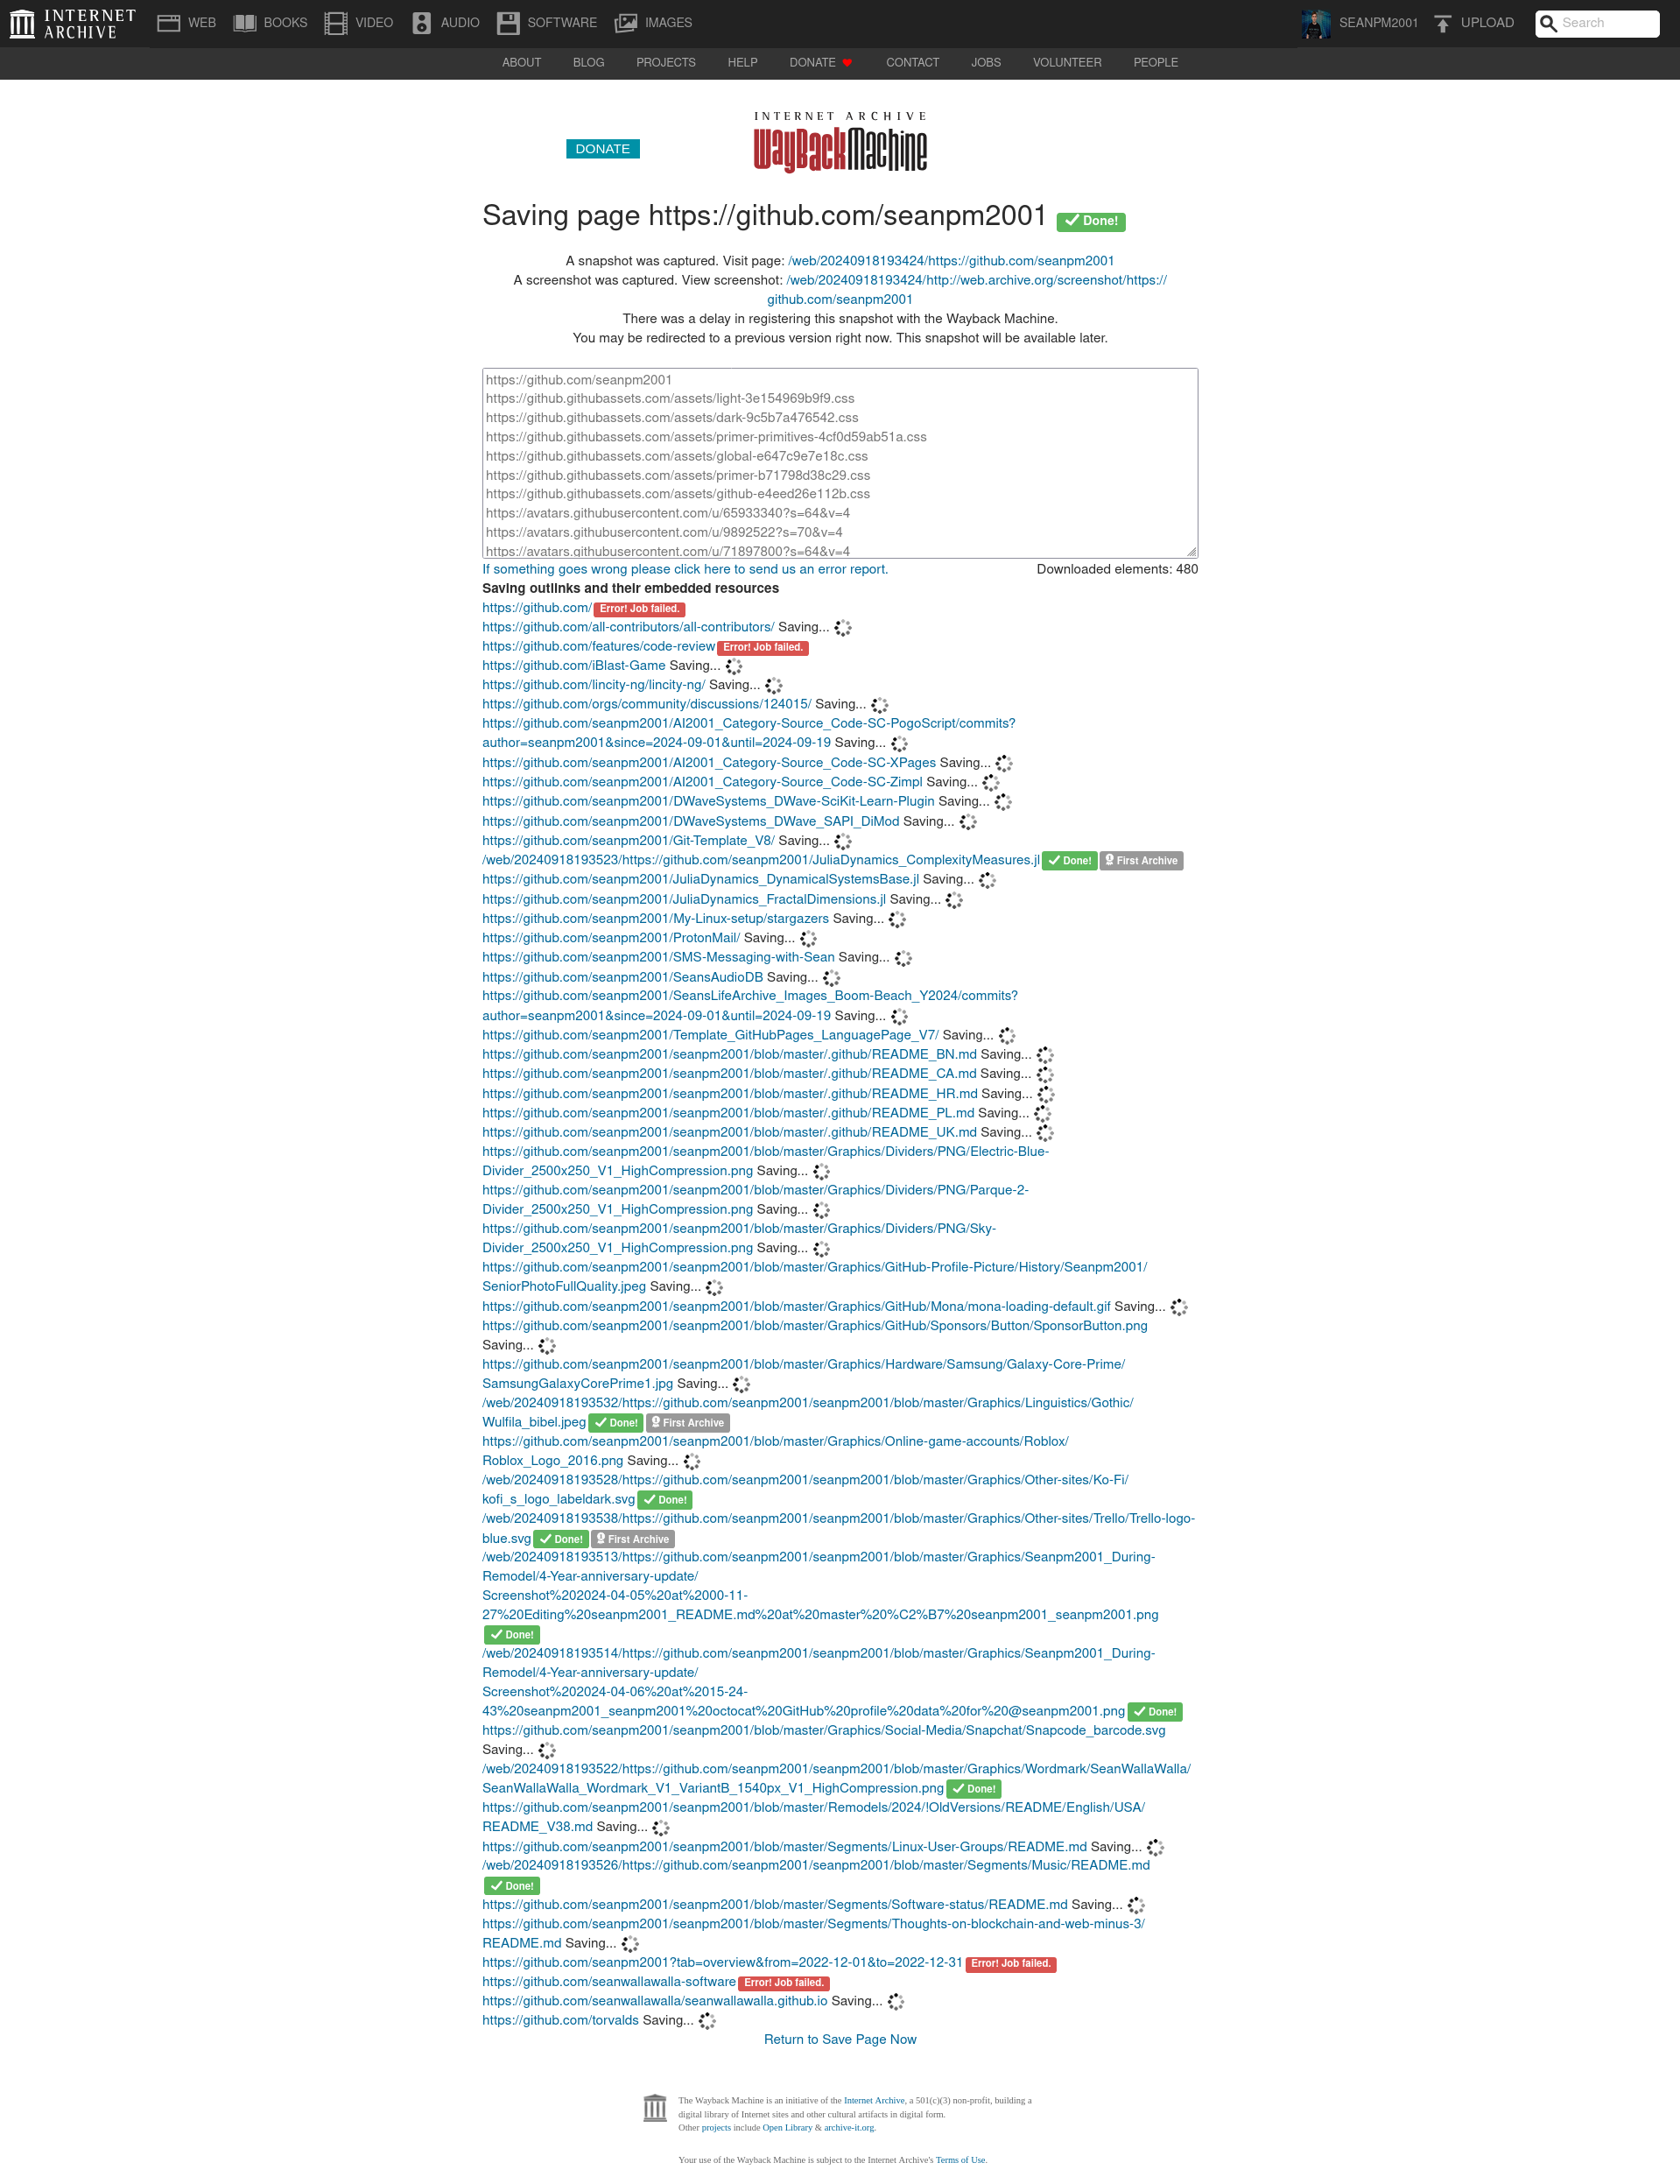 INTERNET ARCHIVE
WEB BOOKS VIDEO AUDIO SOFTWARE IMAGES SEANPM2001 UPLOAD Search
ABOUT BLOG PROJECTS HELP DONATE CONTACT JOBS VOLUNTEER PEOPLE
INTERNET ARCHIVE
DONATE
WayBackMachine
Saving page https://github.com/seanpm2001 Done!
A snapshot was captured. Visit page: /web/20240918193424/https://github.com/seanpm2001
A screenshot was captured. View screenshot: /web/20240918193424/http://web.archive.org/screenshot/https://
github.com/seanpm2001
There was a delay in registering this snapshot with the Wayback Machine.
You may be redirected to a previous version right now. This snapshot will be available later.
https://github.com/seanpm2001
https://github.githubassets.com/assets/light-3e154969b9f9.css
https://github.githubassets.com/assets/dark-9c5b7a476542.css
https://github.githubassets.com/assets/primer-primitives-4cf0d59ab51a.css
https://github.githubassets.com/assets/global-e647c9e7e18c.css
https://github.githubassets.com/assets/primer-b71798d38c29.css
https://github.githubassets.com/assets/github-e4eed26e112b.css
https://avatars.githubusercontent.com/u/65933340?s=64&v=4
https://avatars.githubusercontent.com/u/9892522?s=70&v=4
https://avatars.githubusercontent.com/u/71897800?s=64&v=4
If something goes wrong please click here to send us an error report. Downloaded elements: 480
Saving outlinks and their embedded resources
https://github.com/ Error! Job failed.
https://github.com/all-contributors/all-contributors/ Saving...
https://github.com/features/code-review Error! Job failed.
https://github.com/iBlast-Game Saving...
https://github.com/lincity-ng/lincity-ng/ Saving...
https://github.com/orgs/community/discussions/124015/ Saving...
https://github.com/seanpm2001/AI2001_Category-Source_Code-SC-PogoScript/commits?
author=seanpm2001&since=2024-09-01&until=2024-09-19 Saving...
https://github.com/seanpm2001/AI2001_Category-Source_Code-SC-XPages Saving...
https://github.com/seanpm2001/AI2001_Category-Source_Code-SC-Zimpl Saving...
https://github.com/seanpm2001/DWaveSystems_DWave-SciKit-Learn-Plugin Saving...
https://github.com/seanpm2001/DWaveSystems_DWave_SAPI_DiMod Saving...
https://github.com/seanpm2001/Git-Template_V8/ Saving...
/web/20240918193523/https://github.com/seanpm2001/JuliaDynamics_ComplexityMeasures.jl Done! First Archive
https://github.com/seanpm2001/JuliaDynamics_DynamicalSystemsBase.jl Saving...
https://github.com/seanpm2001/JuliaDynamics_FractalDimensions.jl Saving...
https://github.com/seanpm2001/My-Linux-setup/stargazers Saving...
https://github.com/seanpm2001/ProtonMail/ Saving...
https://github.com/seanpm2001/SMS-Messaging-with-Sean Saving...
https://github.com/seanpm2001/SeansAudioDB Saving...
https://github.com/seanpm2001/SeansLifeArchive_Images_Boom-Beach_Y2024/commits?
author=seanpm2001&since=2024-09-01&until=2024-09-19 Saving...
https://github.com/seanpm2001/Template_GitHubPages_LanguagePage_V7/ Saving...
https://github.com/seanpm2001/seanpm2001/blob/master/.github/README_BN.md Saving...
https://github.com/seanpm2001/seanpm2001/blob/master/.github/README_CA.md Saving...
https://github.com/seanpm2001/seanpm2001/blob/master/.github/README_HR.md Saving...
https://github.com/seanpm2001/seanpm2001/blob/master/.github/README_PL.md Saving...
https://github.com/seanpm2001/seanpm2001/blob/master/.github/README_UK.md Saving...
https://github.com/seanpm2001/seanpm2001/blob/master/Graphics/Dividers/PNG/Electric-Blue-
Divider_2500x250_V1_HighCompression.png Saving...
https://github.com/seanpm2001/seanpm2001/blob/master/Graphics/Dividers/PNG/Parque-2-
Divider_2500x250_V1_HighCompression.png Saving...
https://github.com/seanpm2001/seanpm2001/blob/master/Graphics/Dividers/PNG/Sky-
Divider_2500x250_V1_HighCompression.png Saving...
https://github.com/seanpm2001/seanpm2001/blob/master/Graphics/GitHub-Profile-Picture/History/Seanpm2001/
SeniorPhotoFullQuality.jpeg Saving...
https://github.com/seanpm2001/seanpm2001/blob/master/Graphics/GitHub/Mona/mona-loading-default.gif Saving...
https://github.com/seanpm2001/seanpm2001/blob/master/Graphics/GitHub/Sponsors/Button/SponsorButton.png
Saving...
https://github.com/seanpm2001/seanpm2001/blob/master/Graphics/Hardware/Samsung/Galaxy-Core-Prime/
SamsungGalaxyCorePrime1.jpg Saving...
/web/20240918193532/https://github.com/seanpm2001/seanpm2001/blob/master/Graphics/Linguistics/Gothic/
Wulfila_bibel.jpeg Done! First Archive
https://github.com/seanpm2001/seanpm2001/blob/master/Graphics/Online-game-accounts/Roblox/
Roblox_Logo_2016.png Saving...
/web/20240918193528/https://github.com/seanpm2001/seanpm2001/blob/master/Graphics/Other-sites/Ko-Fi/
kofi_s_logo_labeldark.svg Done!
/web/20240918193538/https://github.com/seanpm2001/seanpm2001/blob/master/Graphics/Other-sites/Trello/Trello-logo-
blue.svg Done! First Archive
/web/20240918193513/https://github.com/seanpm2001/seanpm2001/blob/master/Graphics/Seanpm2001_During-
Remodel/4-Year-anniversary-update/
Screenshot%202024-04-05%20at%2000-11-
27%20Editing%20seanpm2001_README.md%20at%20master%20%C2%B7%20seanpm2001_seanpm2001.png
Done!
/web/20240918193514/https://github.com/seanpm2001/seanpm2001/blob/master/Graphics/Seanpm2001_During-
Remodel/4-Year-anniversary-update/
Screenshot%202024-04-06%20at%2015-24-
43%20seanpm2001_seanpm2001%20octocat%20GitHub%20profile%20data%20for%20@seanpm2001.png Done!
https://github.com/seanpm2001/seanpm2001/blob/master/Graphics/Social-Media/Snapchat/Snapcode_barcode.svg
Saving...
/web/20240918193522/https://github.com/seanpm2001/seanpm2001/blob/master/Graphics/Wordmark/SeanWallaWalla/
SeanWallaWalla_Wordmark_V1_VariantB_1540px_V1_HighCompression.png Done!
https://github.com/seanpm2001/seanpm2001/blob/master/Remodels/2024/!OldVersions/README/English/USA/
README_V38.md Saving...
https://github.com/seanpm2001/seanpm2001/blob/master/Segments/Linux-User-Groups/README.md Saving...
/web/20240918193526/https://github.com/seanpm2001/seanpm2001/blob/master/Segments/Music/README.md
Done!
https://github.com/seanpm2001/seanpm2001/blob/master/Segments/Software-status/README.md Saving...
https://github.com/seanpm2001/seanpm2001/blob/master/Segments/Thoughts-on-blockchain-and-web-minus-3/
README.md Saving...
https://github.com/seanpm2001?tab=overview&from=2022-12-01&to=2022-12-31 Error! Job failed.
https://github.com/seanwallawalla-software Error! Job failed.
https://github.com/seanwallawalla/seanwallawalla.github.io Saving...
https://github.com/torvalds Saving...
Return to Save Page Now
The Wayback Machine is an initiative of the Internet Archive, a 501(c)(3) non-profit, building a
digital library of Internet sites and other cultural artifacts in digital form.
Other projects include Open Library & archive-it.org.
Your use of the Wayback Machine is subject to the Internet Archive's Terms of Use.